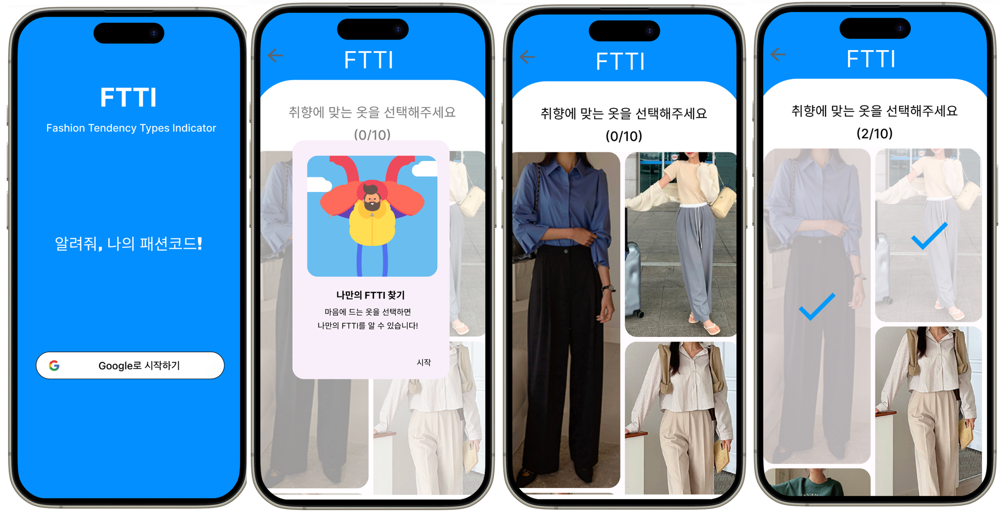 FTTI
Fashion Tendency Types Indicator
알려줘, 나의 패션코드!
Google로 시작하기
FTTI
취향에 맞는 옷을 선택해주세요
(0/10)
나만의 FTTI 찾기
마음에 드는 옷을 선택하면
나만의 FTTI를 알 수 있습니다!
시작
FTTI
취향에 맞는 옷을 선택해주세요
(0/10)
FTTI
취향에 맞는 옷을 선택해주세요
(2/10)